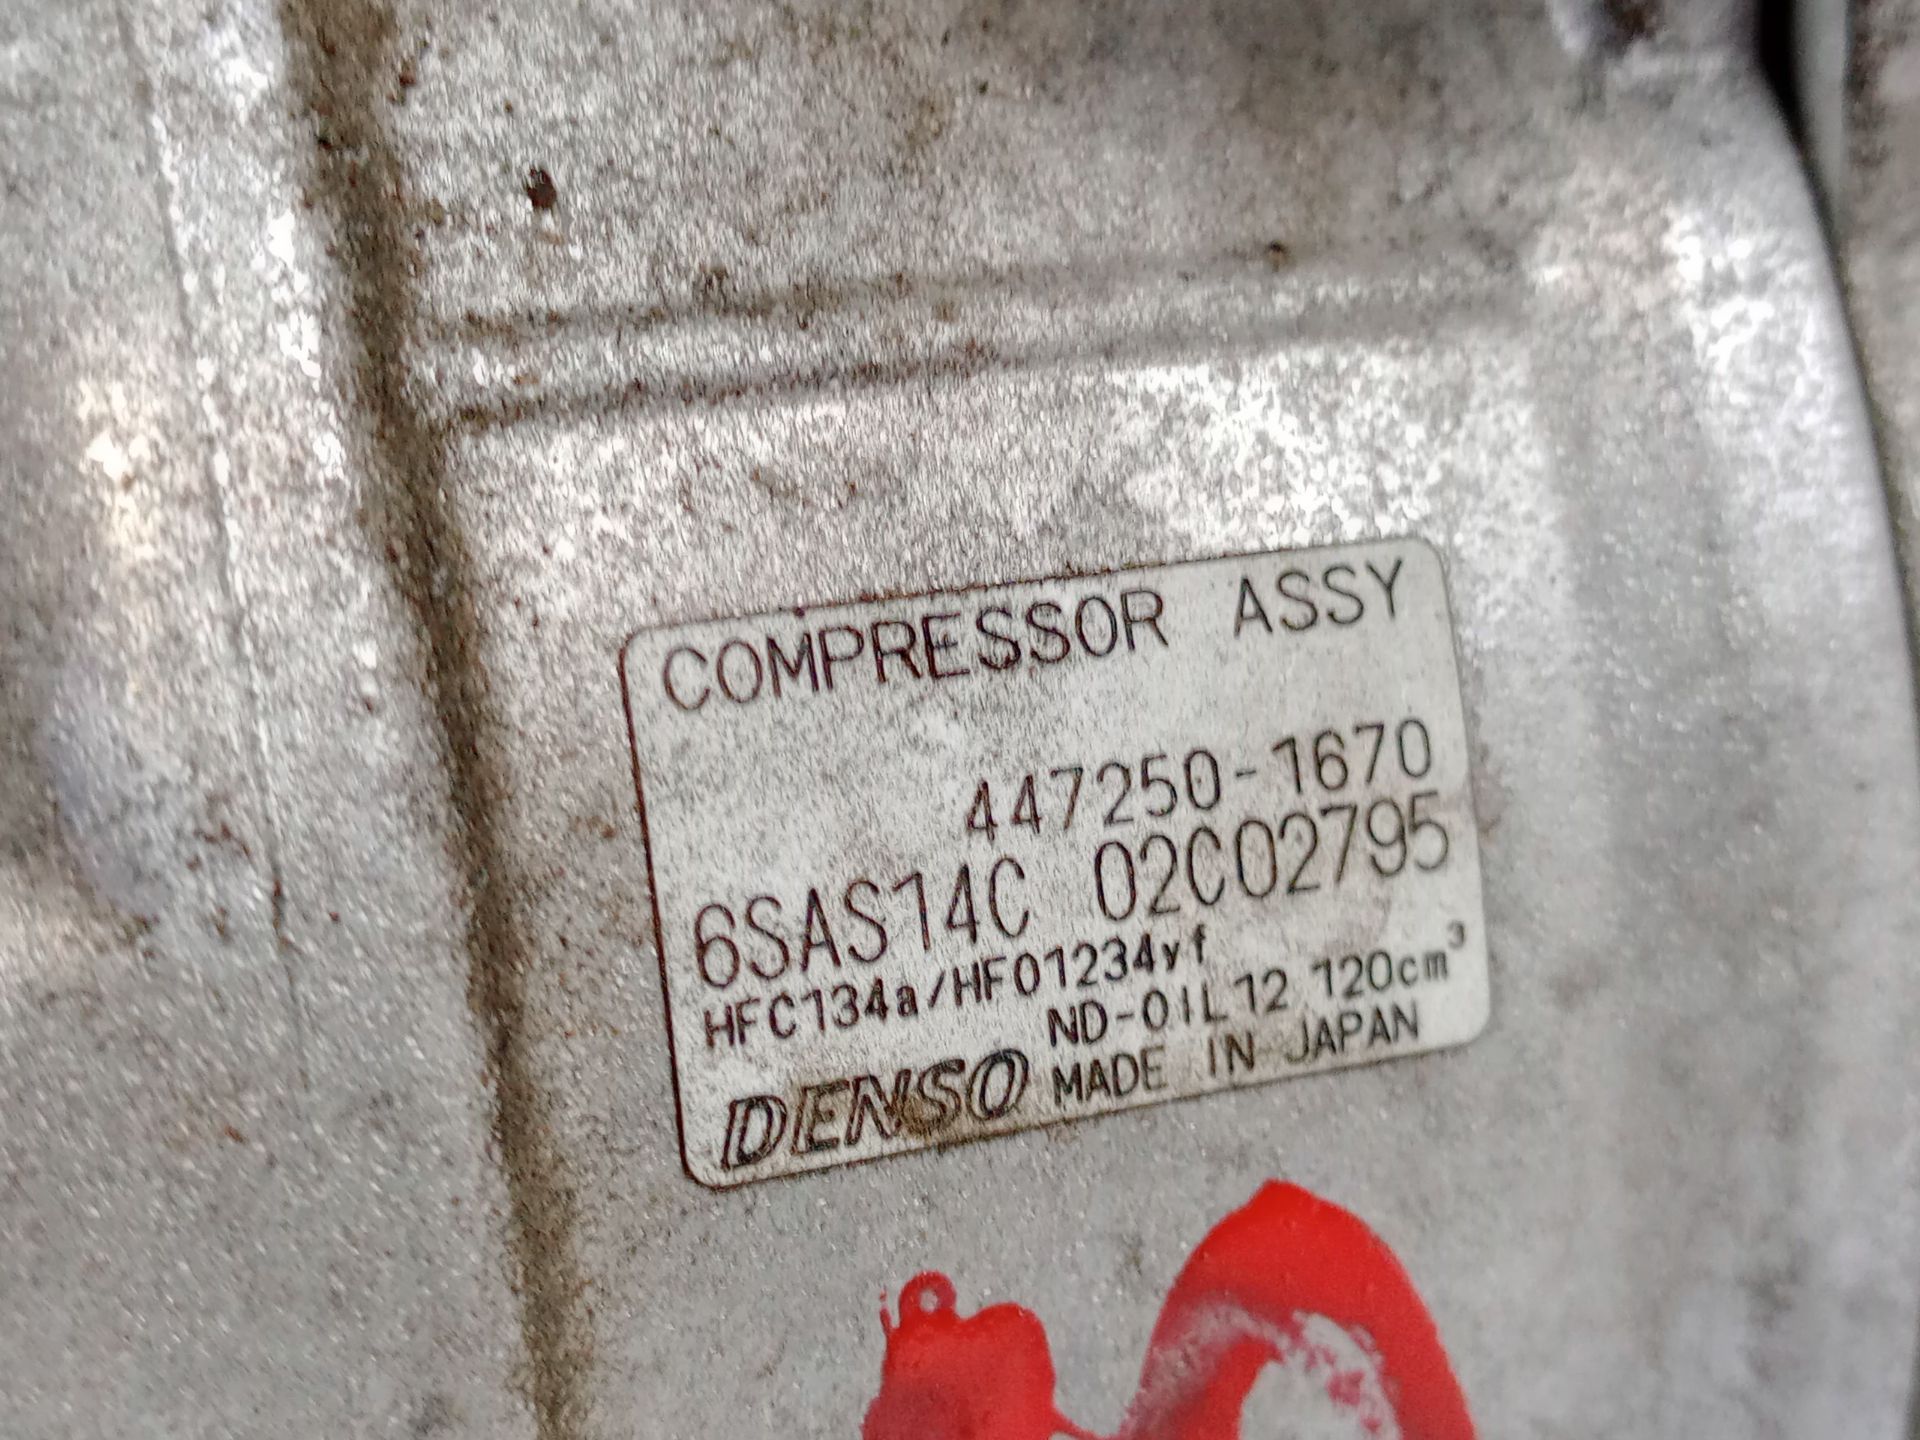 COMPRESSOR ASSY
447250-1670
6SAS14C 02C02795
HFC134a/HFO1234yf
ND-OIL12 120cm³
DENSO MADE IN JAPAN